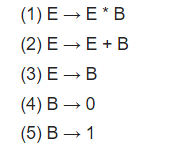 (1) E → E * B
(2) E → E + B
(3) E → B
(4) B → 0
(5) B → 1